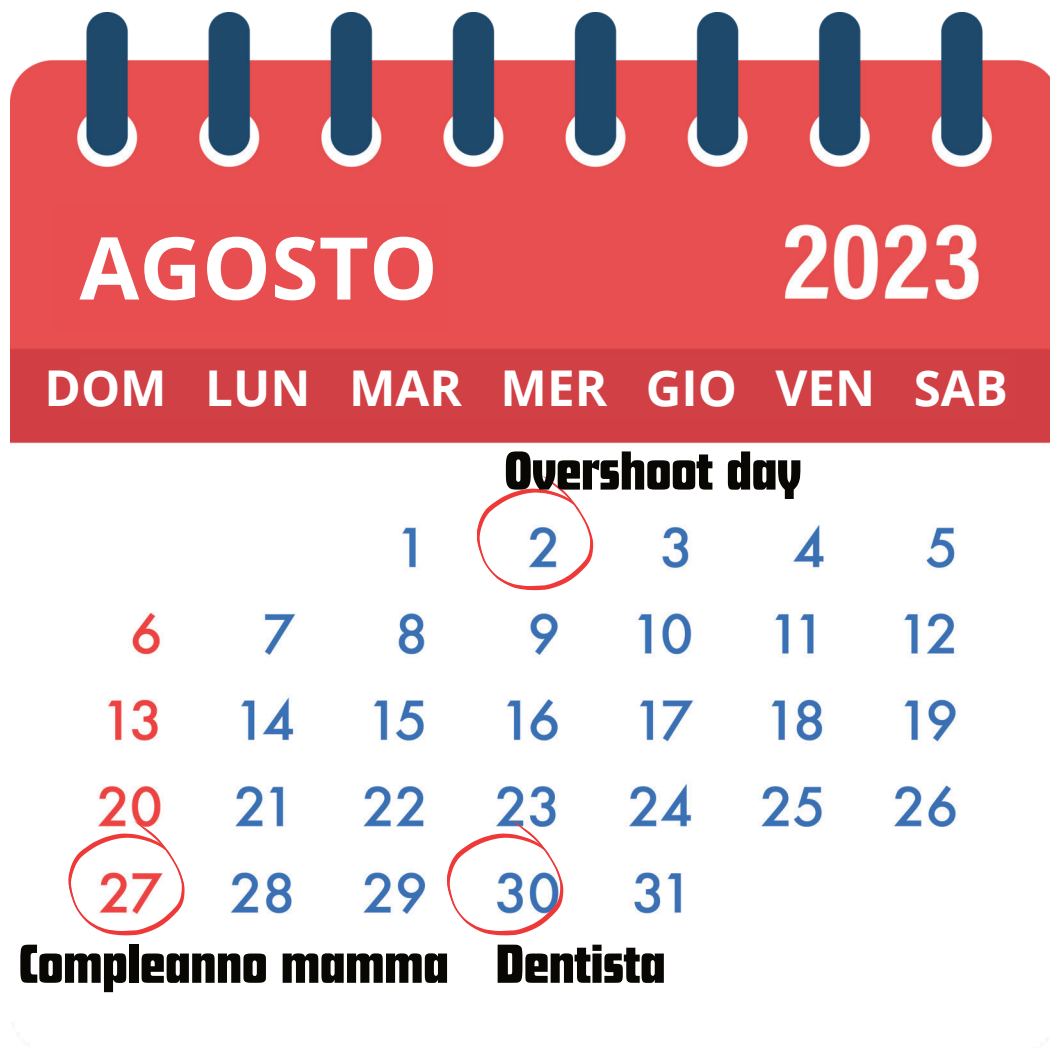 AGOSTO 2023
DOM LUN MAR MER GIO VEN SAB
Overshoot day
1 2 3 4 5
6 7 8 9 10 11 12
13 14 15 16 17 18 19
20 21 22 23 24 25 26
27 28 29 30 31
Compleanno mamma Dentista